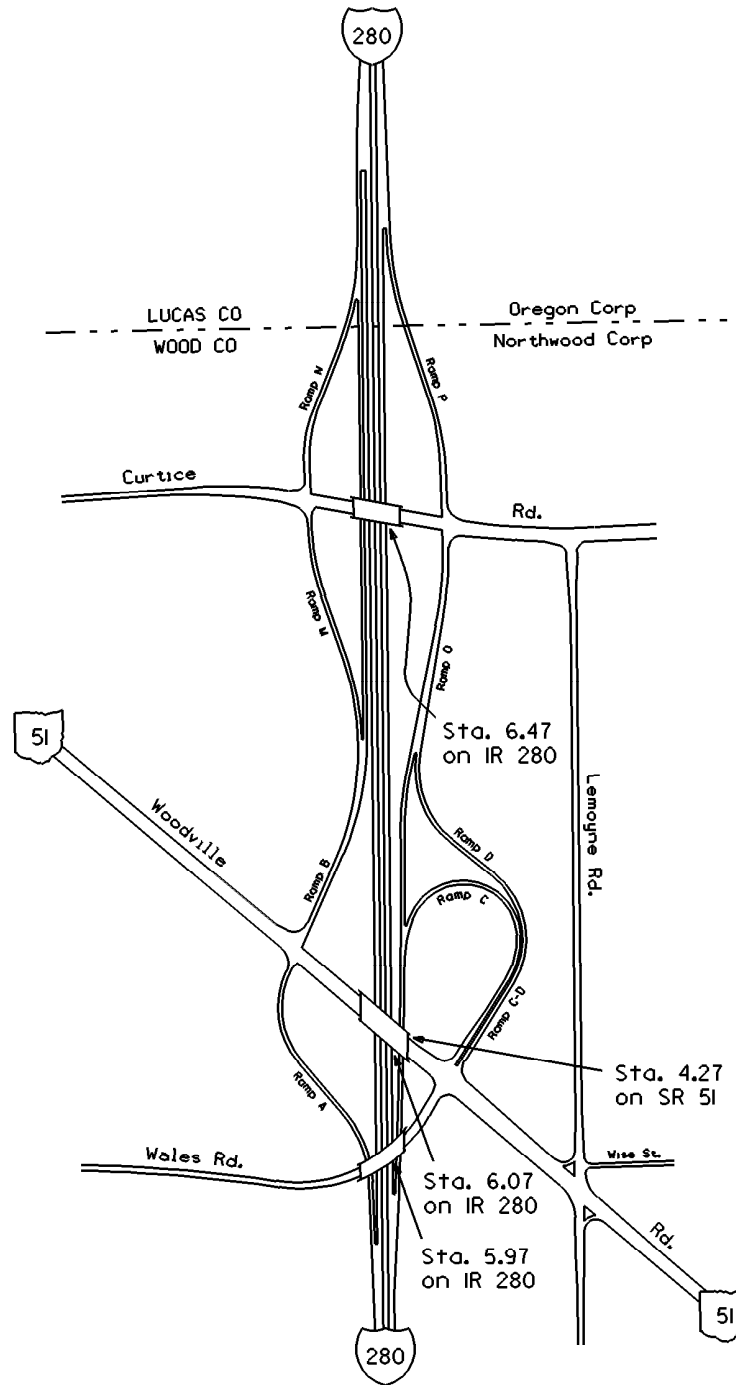 280
LUCAS CO
Oregon Corp
WOOD CO
Northwood Corp
Ramp N
Ramp P
Curtice
Rd.
Ramp M
Ramp O
Sta. 6.47
on IR 280
51
Woodville
Lemoyne Rd.
Ramp D
Ramp B
Ramp C
Ramp C-D
Sta. 4.27
on SR 51
Ramp A
Wales Rd.
Wise St.
Sta. 6.07
on IR 280
Rd.
Sta. 5.97
on IR 280
51
280